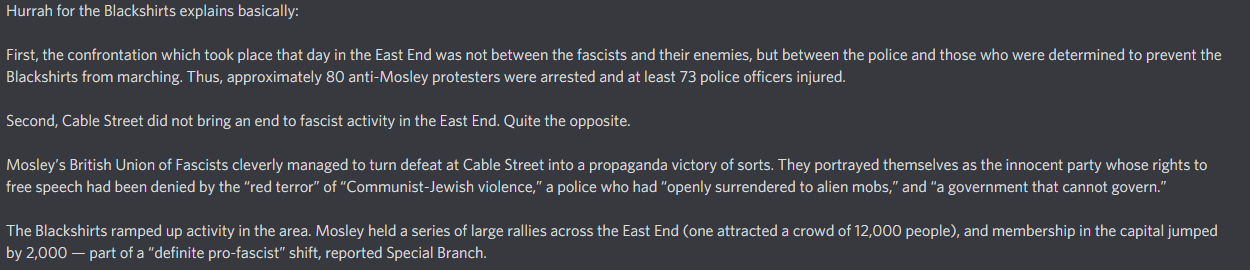 Hurrah for the Blackshirts explains basically:
First, the confrontation which took place that day in the East End was not between the fascists and their enemies, but between the police and those who were determined to prevent the
Blackshirts from marching. Thus, approximately 80 anti-Mosley protesters were arrested and at least 73 police officers injured.
Second, Cable Street did not bring an end to fascist activity in the East End. Quite the opposite.
Mosley’s British Union of Fascists cleverly managed to turn defeat at Cable Street into a propaganda victory of sorts. They portrayed themselves as the innocent party whose rights to
free speech had been denied by the “red terror” of “Communist-Jewish violence,” a police who had “openly surrendered to alien mobs,” and “a government that cannot govern.”
The Blackshirts ramped up activity in the area. Mosley held a series of large rallies across the East End (one attracted a crowd of 12,000 people), and membership in the capital jumped
by 2,000 — part of a “definite pro-fascist” shift, reported Special Branch.